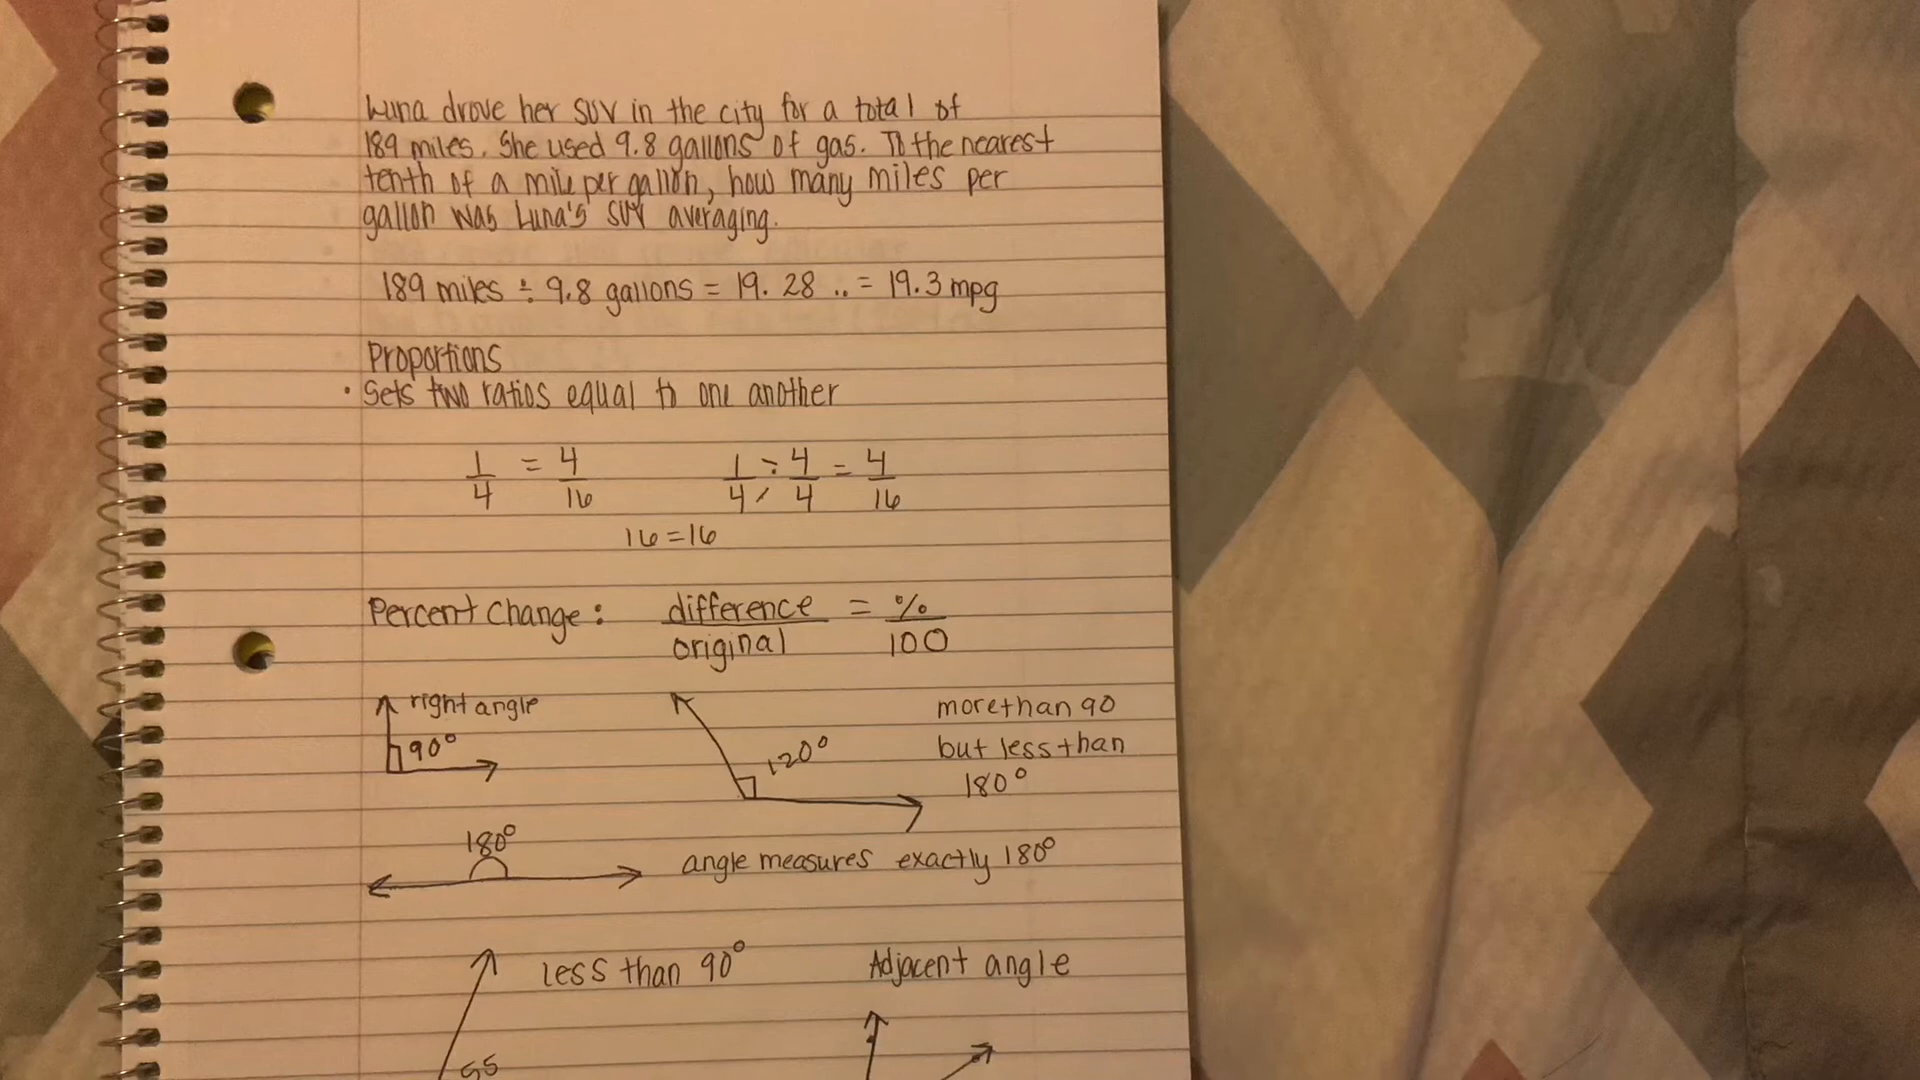 Luna drove her SUV in the city for a total of
189 miles. She used 9.8 gallons of gas. To the nearest
tenth of a mile per gallon, how many miles per
gallon was Luna's SUV averaging.
189 miles ÷ 9.8 gallons = 19.28 .. = 19.3 mpg
Proportions
• Sets two ratios equal to one another
1/4 = 4/16 1/4 ÷ 4/4 = 4/16
16 = 16
Percent Change: difference/original = %/100
right angle
90°
120°
more than 90
but less than
180°
180°
angle measures exactly 180°
less than 90°
Adjacent angle
55